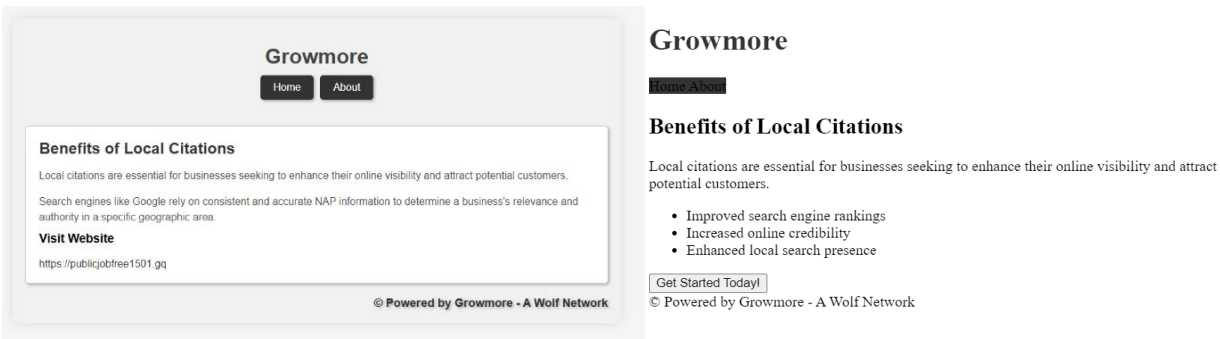 Growmore
Home About
Benefits of Local Citations
Local citations are essential for businesses seeking to enhance their online visibility and attract potential customers.
Search engines like Google rely on consistent and accurate NAP information to determine a business's relevance and
authority in a specific geographic area.
Visit Website
https://publicjobfree1501.gq
© Powered by Growmore - A Wolf Network
Growmore
Home About
Benefits of Local Citations
Local citations are essential for businesses seeking to enhance their online visibility and attract
potential customers.
• Improved search engine rankings
• Increased online credibility
• Enhanced local search presence
Get Started Today!
© Powered by Growmore - A Wolf Network